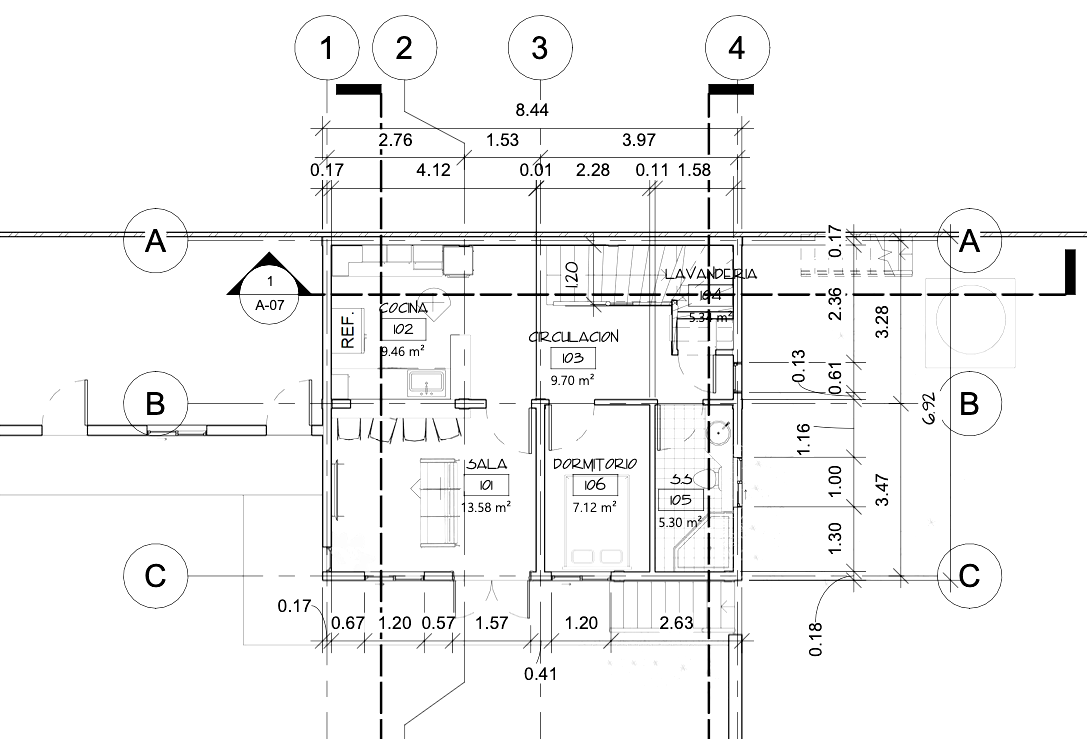 1 2 3 4
8.44
2.76 1.53 3.97
0.17 4.12 0.01 2.28 0.11 1.58
A A
0.17
1
A-07
1.20
LAVANDERIA
104
5.34 m²
2.36
3.28
COCINA
102
9.46 m²
REF.
CIRCULACION
103
9.70 m²
0.13
0.61
6.92
B B
1.16
SALA
101
13.58 m²
DORMITORIO
106
7.12 m²
S.S
105
5.30 m²
1.00
3.47
1.30
C C
0.17
0.67 1.20 0.57 1.57 1.20 2.63
0.41
0.18